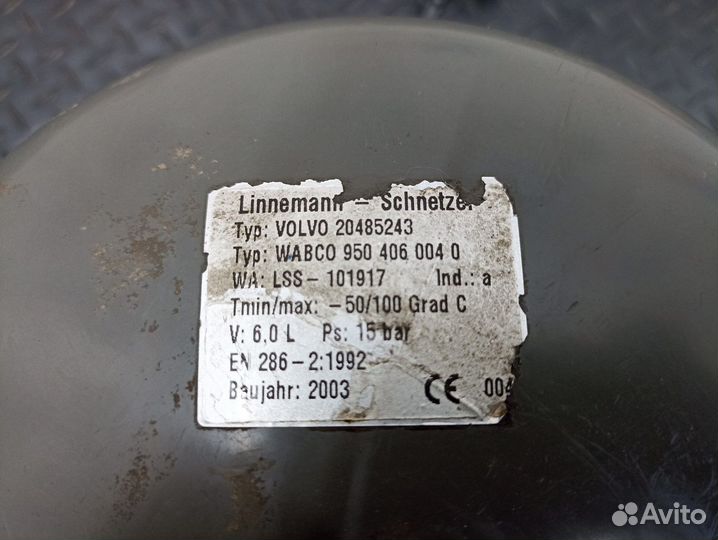 Linnemann - Schnetzer
Typ: VOLVO 20485243
Typ: WABCO 950 406 004 0
WA: LSS- 101917 Ind.: a
Tmin/max: -50/100 Grad C
V: 6,0 L Ps: 15 bar
EN 286-2:1992
Baujahr: 2003 CE 004
Avito